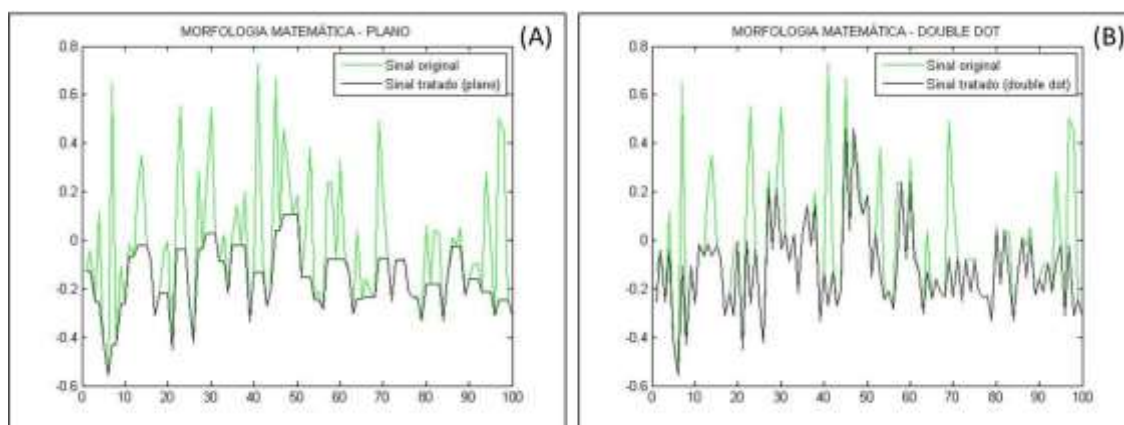 MORFOLOGIA MATEMÁTICA - PLANO
(A)
0.8
0.6
0.4
0.2
0
-0.2
-0.4
-0.6
Sinal original
Sinal tratado (plano)
0 10 20 30 40 50 60 70 80 90 100
MORFOLOGIA MATEMÁTICA - DOUBLE DOT
(B)
0.8
0.6
0.4
0.2
0
-0.2
-0.4
-0.6
Sinal original
Sinal tratado (double dot)
0 10 20 30 40 50 60 70 80 90 100